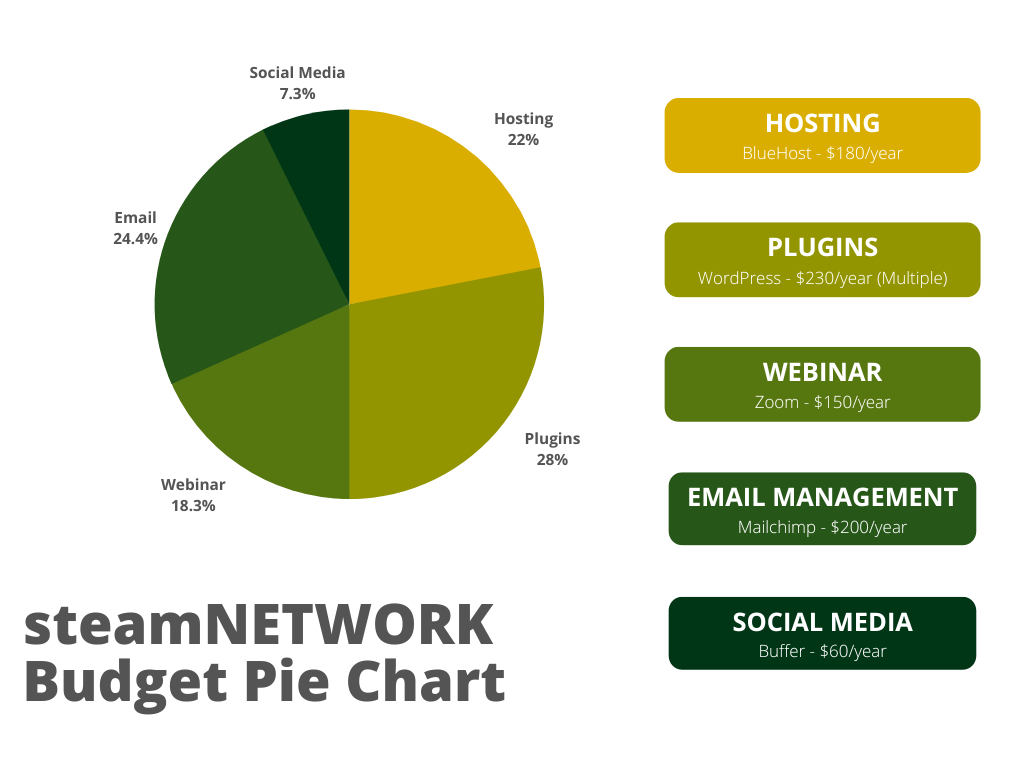 Social Media
7.3%
Hosting
22%
Email
24.4%
Plugins
28%
Webinar
18.3%
HOSTING
BlueHost - $180/year
PLUGINS
WordPress - $230/year (Multiple)
WEBINAR
Zoom - $150/year
EMAIL MANAGEMENT
Mailchimp - $200/year
SOCIAL MEDIA
Buffer - $60/year
steamNETWORK
Budget Pie Chart